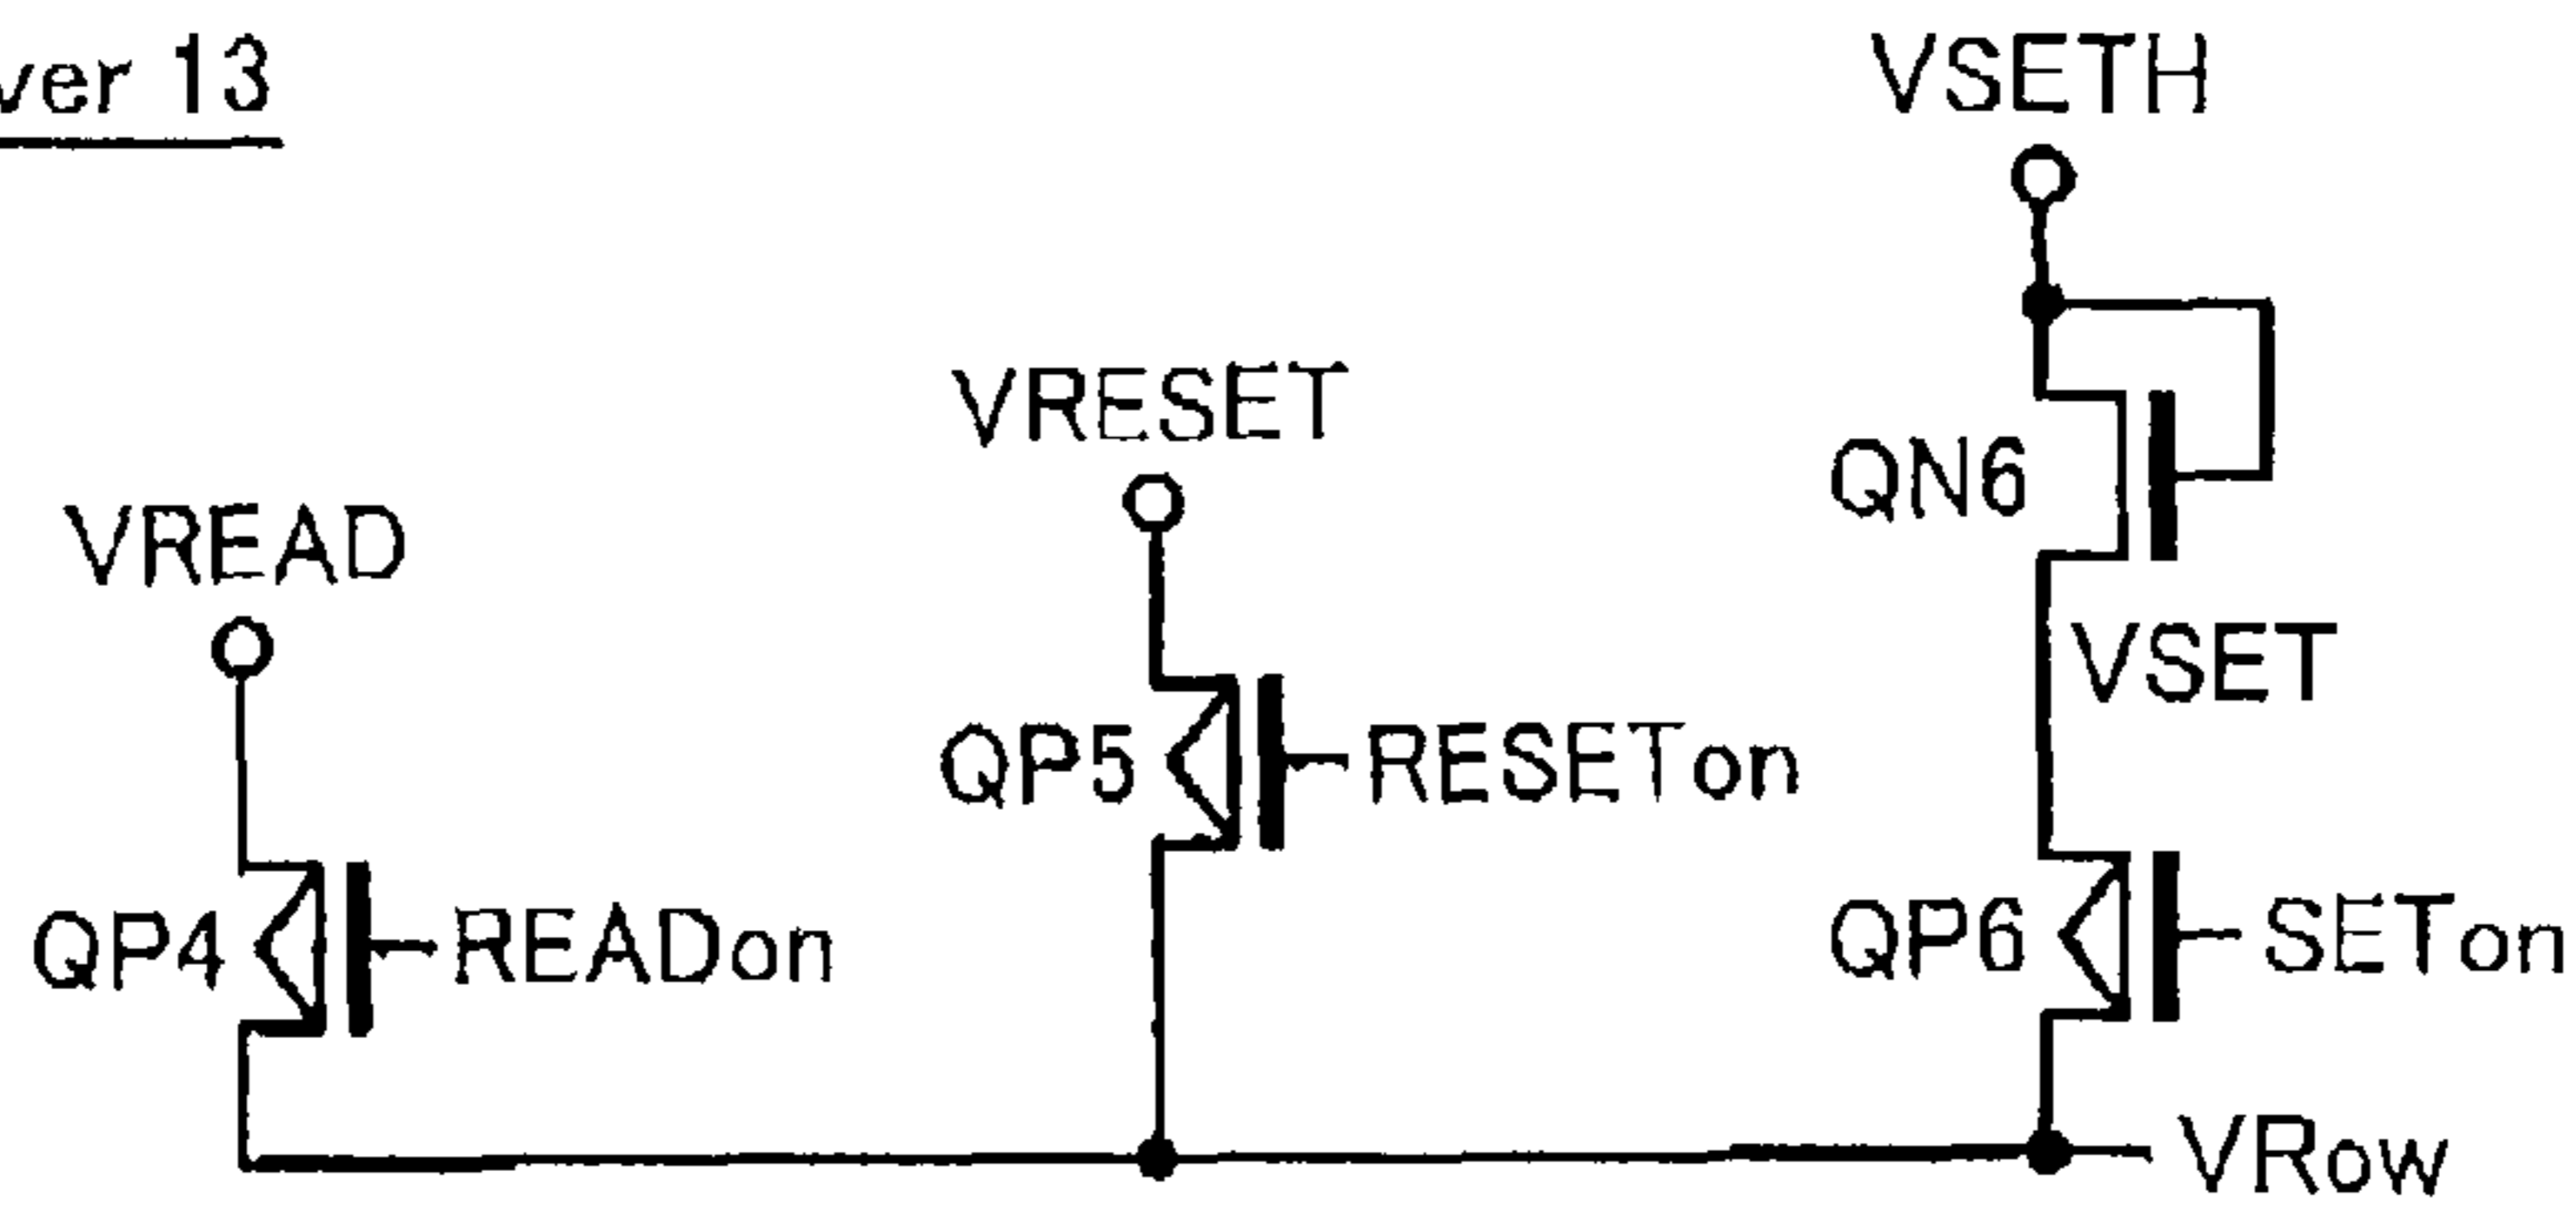 ver 13
VSETH
VRESET
VREAD
QN6
VSET
QP5
RESETon
QP4
READon
QP6
SETon
VRow